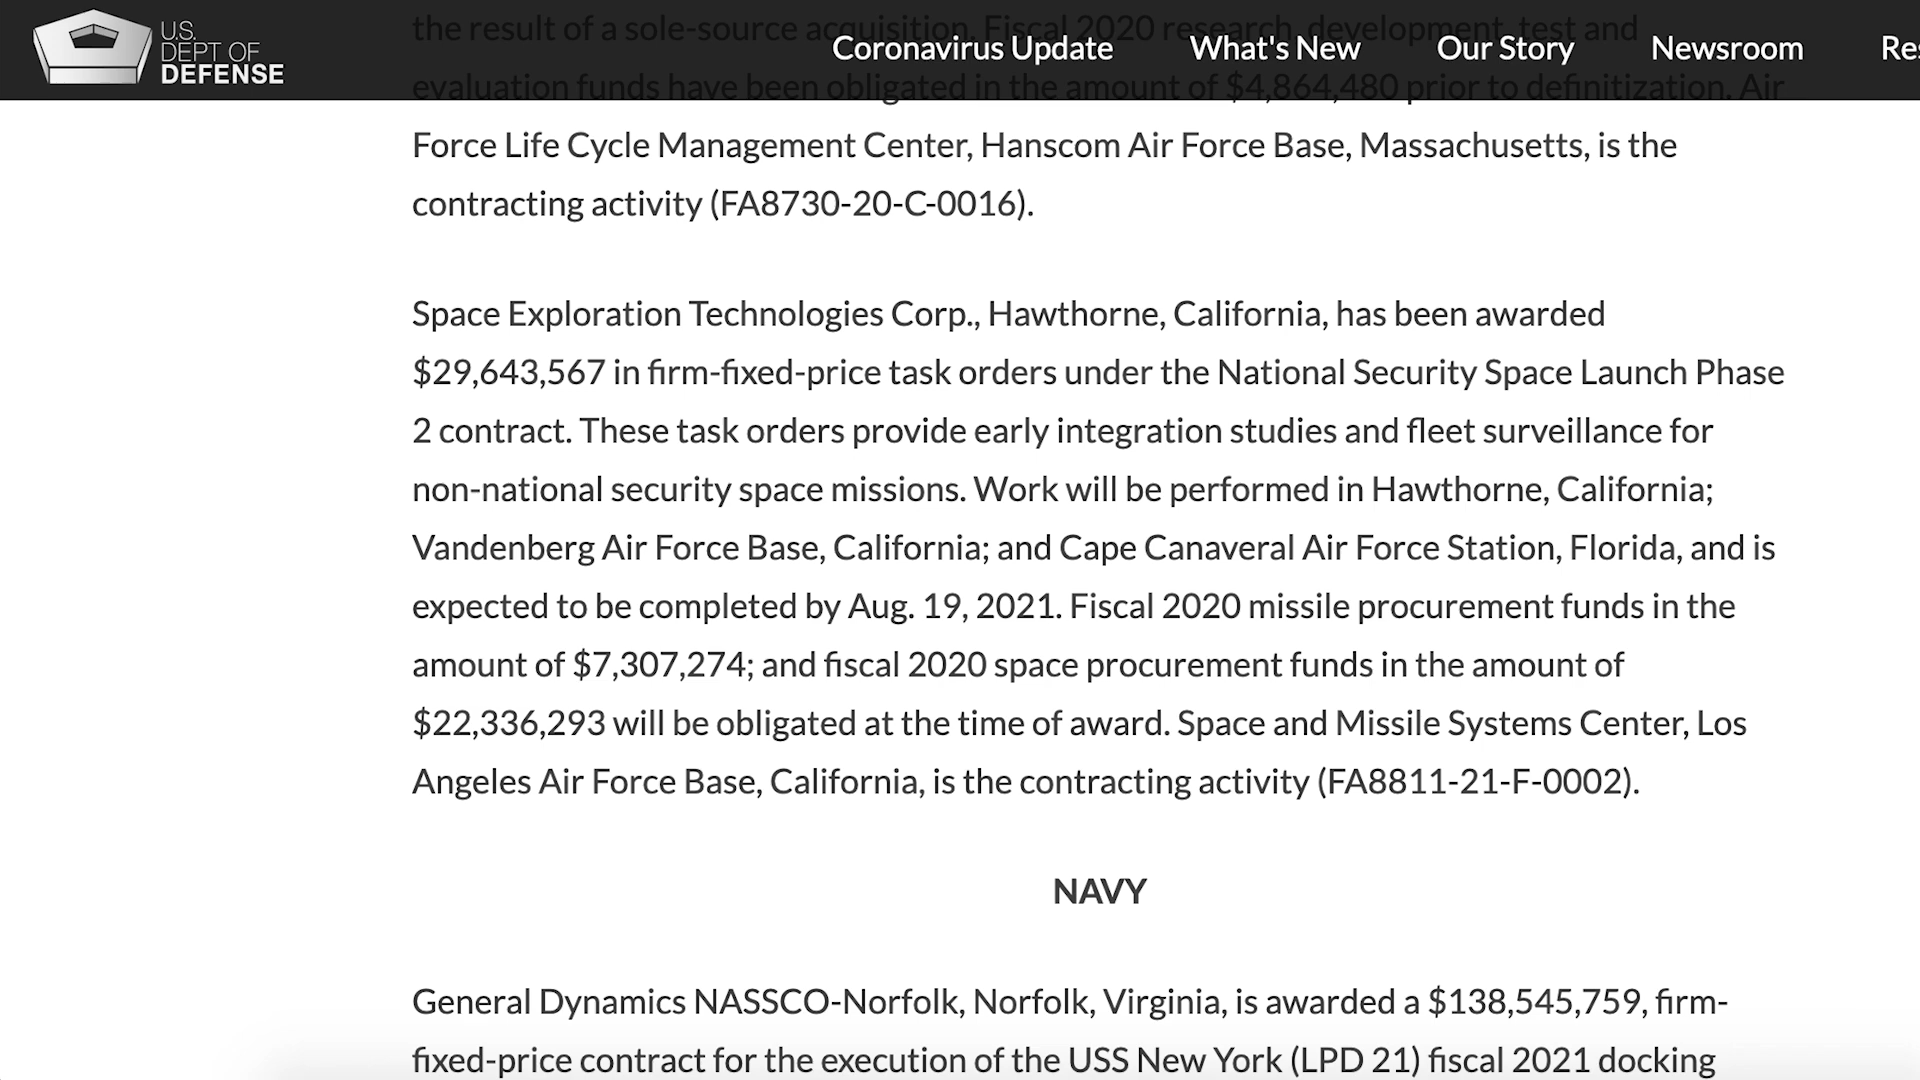 U.S.
DEPT OF
DEFENSE
Coronavirus Update What's New Our Story Newsroom Res
the result of a sole-source acquisition. Fiscal 2020 research, development, test and
evaluation funds have been obligated in the amount of $4,864,480 prior to definitization. Air
Force Life Cycle Management Center, Hanscom Air Force Base, Massachusetts, is the
contracting activity (FA8730-20-C-0016).
Space Exploration Technologies Corp., Hawthorne, California, has been awarded
$29,643,567 in firm-fixed-price task orders under the National Security Space Launch Phase
2 contract. These task orders provide early integration studies and fleet surveillance for
non-national security space missions. Work will be performed in Hawthorne, California;
Vandenberg Air Force Base, California; and Cape Canaveral Air Force Station, Florida, and is
expected to be completed by Aug. 19, 2021. Fiscal 2020 missile procurement funds in the
amount of $7,307,274; and fiscal 2020 space procurement funds in the amount of
$22,336,293 will be obligated at the time of award. Space and Missile Systems Center, Los
Angeles Air Force Base, California, is the contracting activity (FA8811-21-F-0002).
NAVY
General Dynamics NASSCO-Norfolk, Norfolk, Virginia, is awarded a $138,545,759, firm-
fixed-price contract for the execution of the USS New York (LPD 21) fiscal 2021 docking